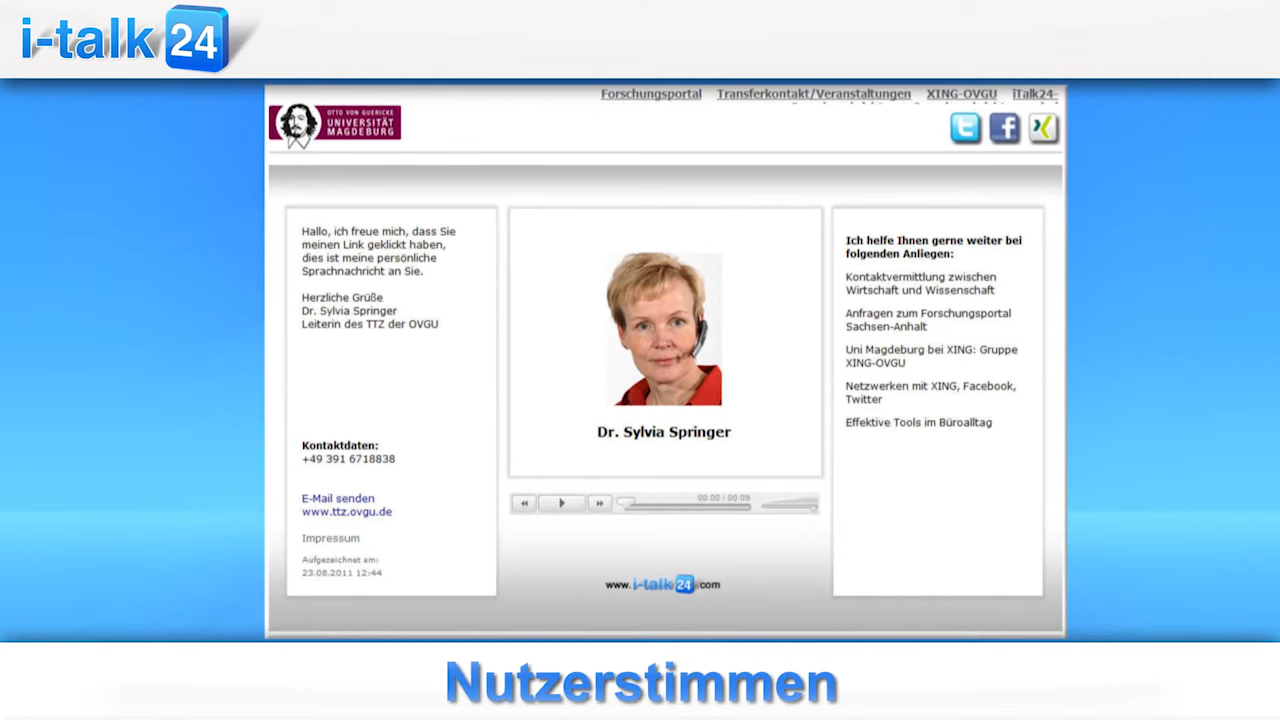 i-talk 24
Forschungsportal Transferkontakt/Veranstaltungen XING-OVGU iTalk24-
OTTO VON GUERICKE
UNIVERSITÄT
MAGDEBURG
Hallo, ich freue mich, dass Sie
meinen Link geklickt haben,
dies ist meine persönliche
Sprachnachricht an Sie.
Herzliche Grüße
Dr. Sylvia Springer
Leiterin des TTZ der OVGU
Kontaktdaten:
+49 391 6718838
E-Mail senden
www.ttz.ovgu.de
Impressum
Aufgezeichnet am:
23.08.2011 12:44
Dr. Sylvia Springer
00:00 / 00:09
www.i-talk24.com
Ich helfe Ihnen gerne weiter bei
folgenden Anliegen:
Kontaktvermittlung zwischen
Wirtschaft und Wissenschaft
Anfragen zum Forschungsportal
Sachsen-Anhalt
Uni Magdeburg bei XING: Gruppe
XING-OVGU
Netzwerken mit XING, Facebook,
Twitter
Effektive Tools im Büroalltag
Nutzerstimmen